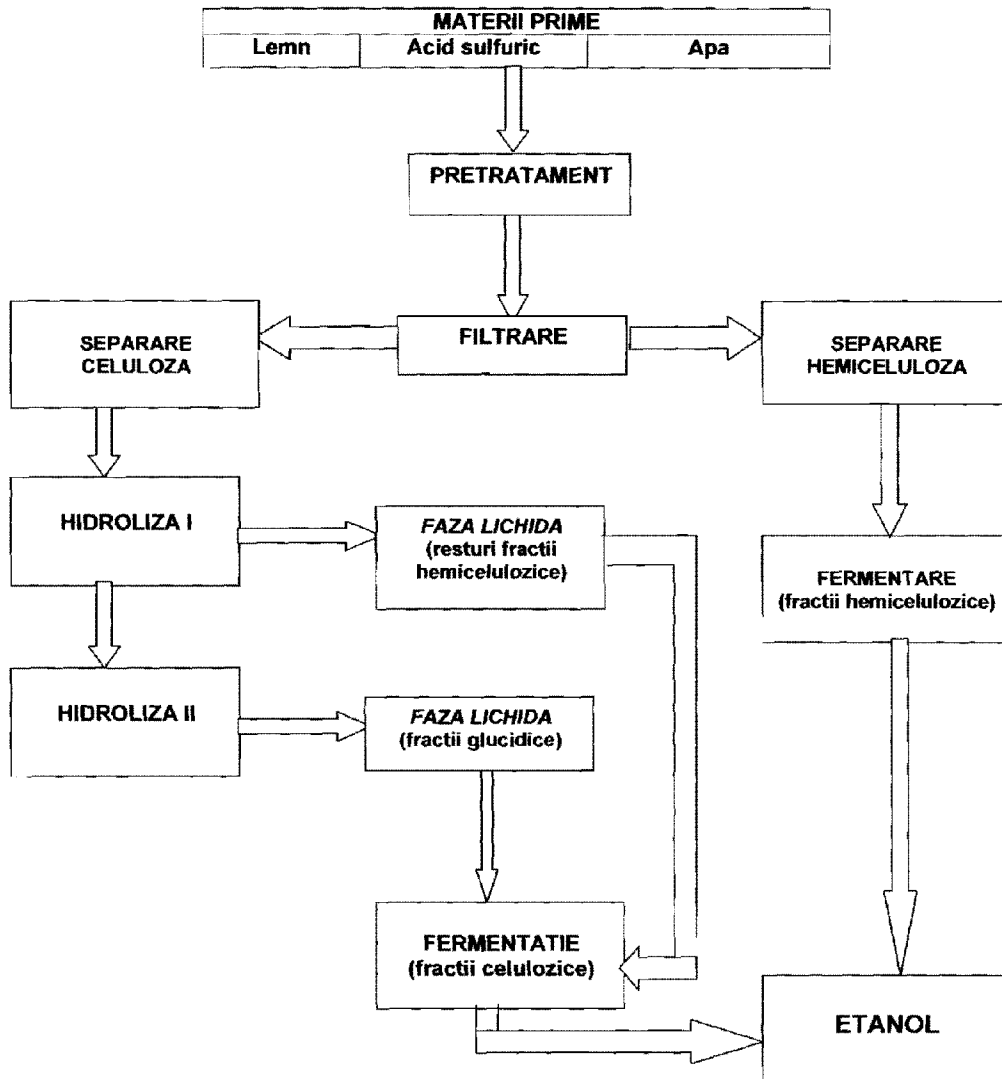 MATERII PRIME
Lemn Acid sulfuric Apa
PRETRATAMENT
FILTRARE
SEPARARE
CELULOZA
SEPARARE
HEMICELULOZA
HIDROLIZA I
FAZA LICHIDA
(resturi fractii
hemicelulozice)
FERMENTARE
(fractii hemicelulozice)
HIDROLIZA II
FAZA LICHIDA
(fractii glucidice)
FERMENTATIE
(fractii celulozice)
ETANOL